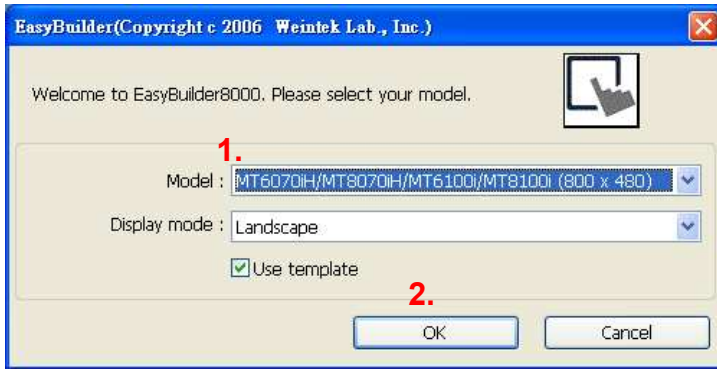 EasyBuilder(Copyright c 2006 Weintek Lab., Inc.)
Welcome to EasyBuilder8000. Please select your model.
1.
Model : MT6070iH/MT8070iH/MT6100i/MT8100i (800 x 480)
Display mode : Landscape
Use template
2.
OK Cancel